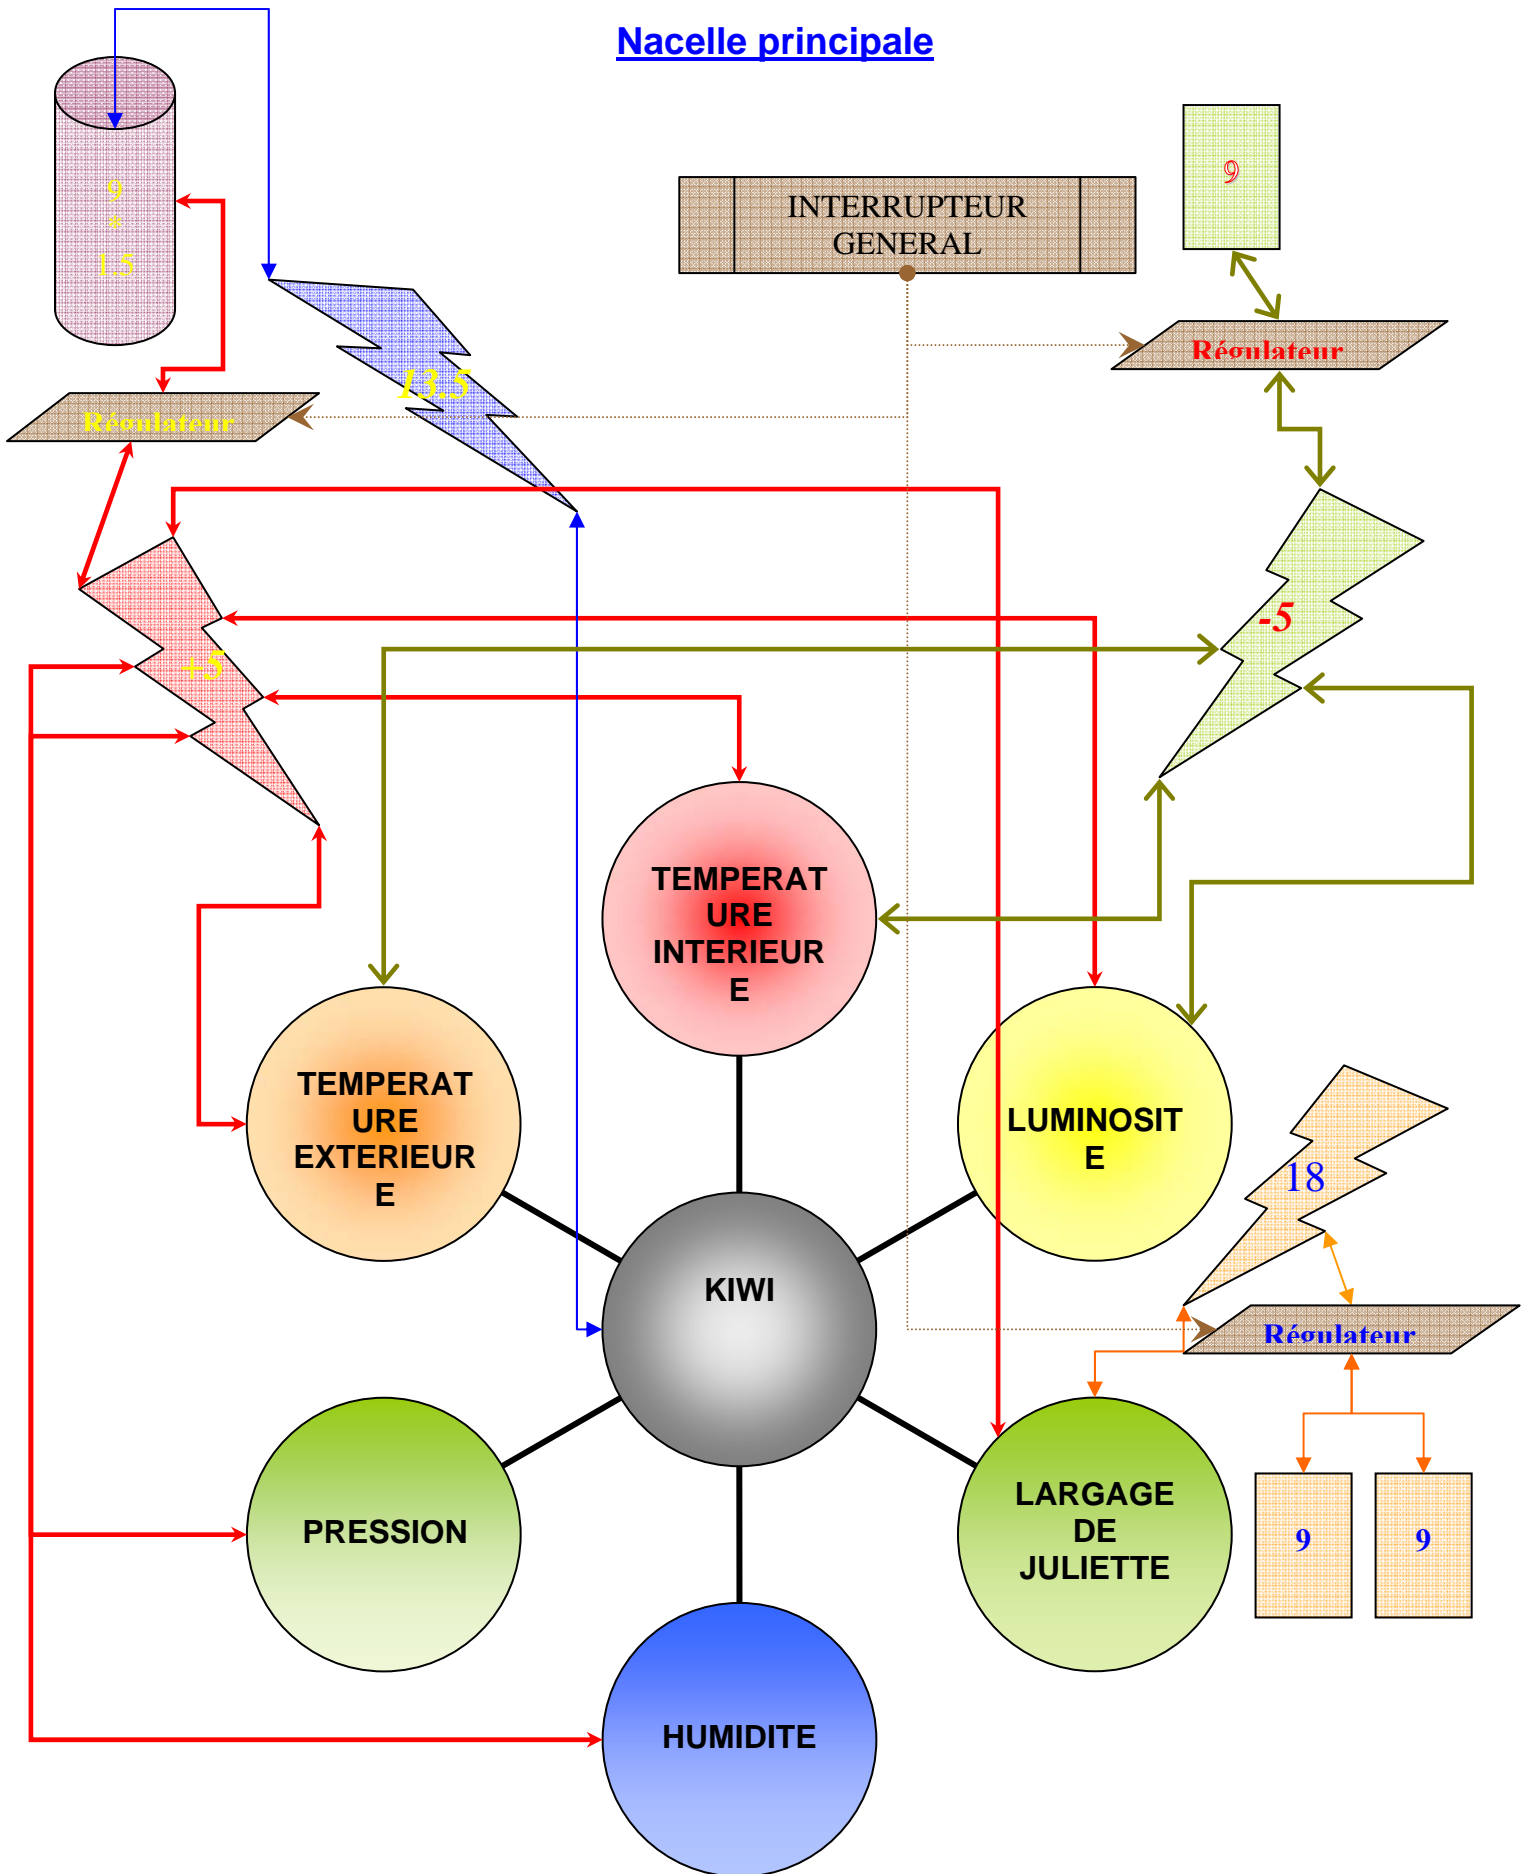 Nacelle principale
9
*
1.5
INTERRUPTEUR
GENERAL
9
Régulateur
13.5
Régulateur
-5
+5
TEMPERAT
URE
INTERIEUR
E
TEMPERAT
URE
EXTERIEUR
E
LUMINOSIT
E
18
KIWI
Régulateur
PRESSION
LARGAGE
DE
JULIETTE
9
9
HUMIDITE